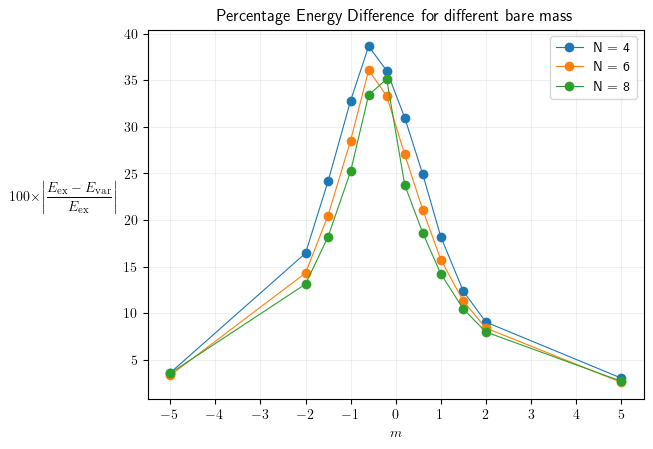 Percentage Energy Difference for different bare mass
40
35
30
25
20
15
10
5
100×|E_ex − E_var / E_ex|
N = 4
N = 6
N = 8
−5 −4 −3 −2 −1 0 1 2 3 4 5
m